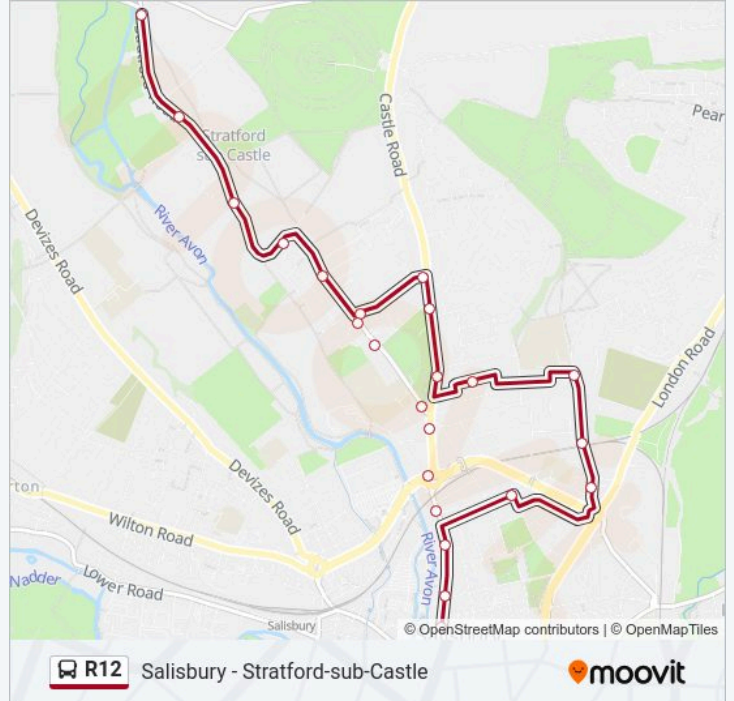 Stratford
sub Castle
Castle Road
Pear
River Avon
Devizes Road
London Road
Devizes Road
rton
Wilton Road
River Avon
Nadder
Lower Road
Salisbury
© OpenStreetMap contributors | © OpenMapTiles
R12 Salisbury - Stratford-sub-Castle moovit